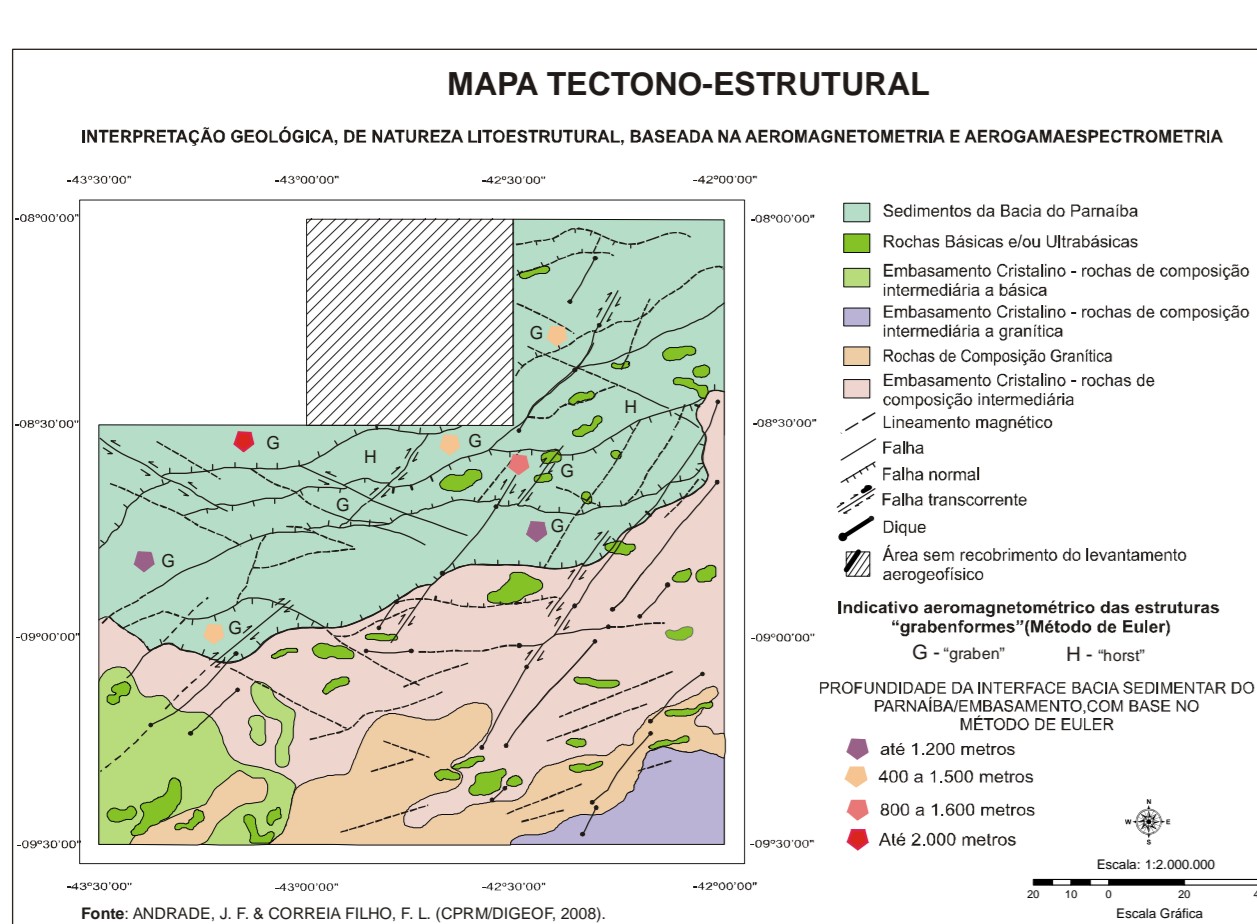 MAPA TECTONO-ESTRUTURAL
INTERPRETAÇÃO GEOLÓGICA, DE NATUREZA LITOESTRUTURAL, BASEADA NA AEROMAGNETOMETRIA E AEROGAMAESPECTROMETRIA
-43°30'00" -43°00'00" -42°30'00" -42°00'00"
-08°00'00" -08°00'00"
G
H
-08°30'00" -08°30'00"
G H G
G
G
G
G
G
-09°00'00" -09°00'00"
-09°30'00" -09°30'00"
-43°30'00" -43°00'00" -42°30'00" -42°00'00"
Fonte: ANDRADE, J. F. & CORREIA FILHO, F. L. (CPRM/DIGEOF, 2008).
Sedimentos da Bacia do Parnaíba
Rochas Básicas e/ou Ultrabásicas
Embasamento Cristalino - rochas de composição
intermediária a básica
Embasamento Cristalino - rochas de composição
intermediária a granítica
Rochas de Composição Granítica
Embasamento Cristalino - rochas de
composição intermediária
Lineamento magnético
Falha
Falha normal
Falha transcorrente
Dique
Área sem recobrimento do levantamento
aerogeofísico
Indicativo aeromagnetométrico das estruturas
"grabenformes"(Método de Euler)
G - "graben" H - "horst"
PROFUNDIDADE DA INTERFACE BACIA SEDIMENTAR DO
PARNAÍBA/EMBASAMENTO,COM BASE NO
MÉTODO DE EULER
até 1.200 metros
400 a 1.500 metros
800 a 1.600 metros
Até 2.000 metros
N
W E
S
Escala: 1:2.000.000
20 10 0 20
Escala Gráfica